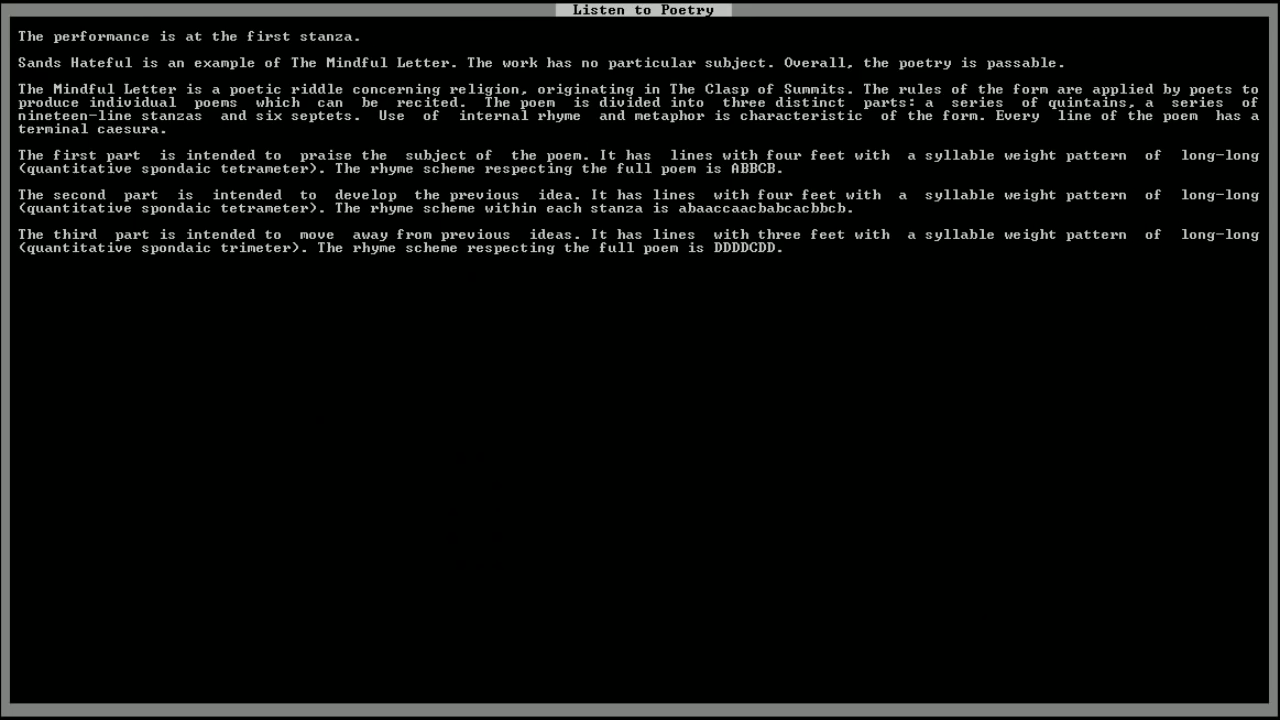 Listen to Poetry
The performance is at the first stanza.
Sands Hateful is an example of The Mindful Letter. The work has no particular subject. Overall, the poetry is passable.
The Mindful Letter is a poetic riddle concerning religion, originating in The Clasp of Summits. The rules of the form are applied by poets to
produce individual poems which can be recited. The poem is divided into three distinct parts: a series of quintains, a series of
nineteen-line stanzas and six septets. Use of internal rhyme and metaphor is characteristic of the form. Every line of the poem has a
terminal caesura.
The first part is intended to praise the subject of the poem. It has lines with four feet with a syllable weight pattern of long-long
(quantitative spondaic tetrameter). The rhyme scheme respecting the full poem is ABBCB.
The second part is intended to develop the previous idea. It has lines with four feet with a syllable weight pattern of long-long
(quantitative spondaic tetrameter). The rhyme scheme within each stanza is abaaccaacbabcacbbcb.
The third part is intended to move away from previous ideas. It has lines with three feet with a syllable weight pattern of long-long
(quantitative spondaic trimeter). The rhyme scheme respecting the full poem is DDDDCDD.